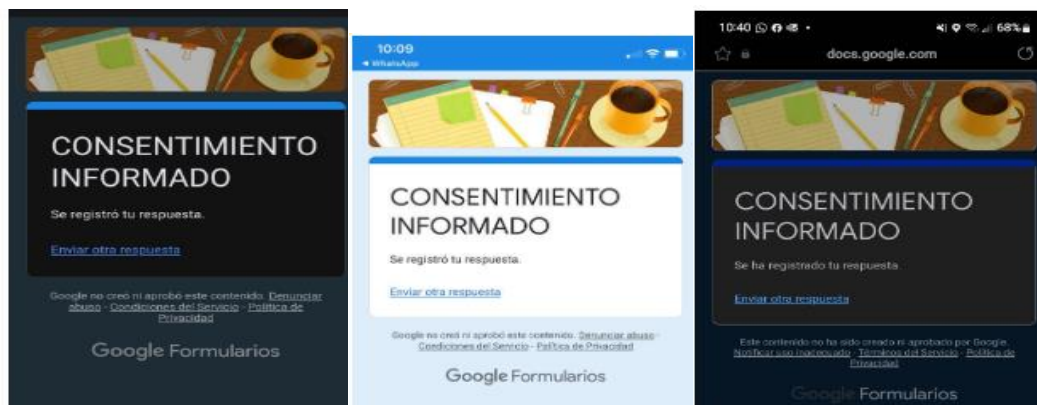 CONSENTIMIENTO
INFORMADO
Se registró tu respuesta.
Enviar otra respuesta
Google no creó ni aprobó este contenido. Denunciar
abuso - Condiciones del Servicio - Política de
Privacidad
Google Formularios
10:09
WhatsApp
CONSENTIMIENTO
INFORMADO
Se registró tu respuesta.
Enviar otra respuesta
Google no creó ni aprobó este contenido. Denunciar abuso -
Condiciones del Servicio - Política de Privacidad
Google Formularios
10:40
68%
docs.google.com
CONSENTIMIENTO
INFORMADO
Se ha registrado tu respuesta.
Enviar otra respuesta
Este contenido no ha sido creado ni aprobado por Google.
Notificar uso inadecuado - Términos del Servicio - Política de
Privacidad
Google Formularios